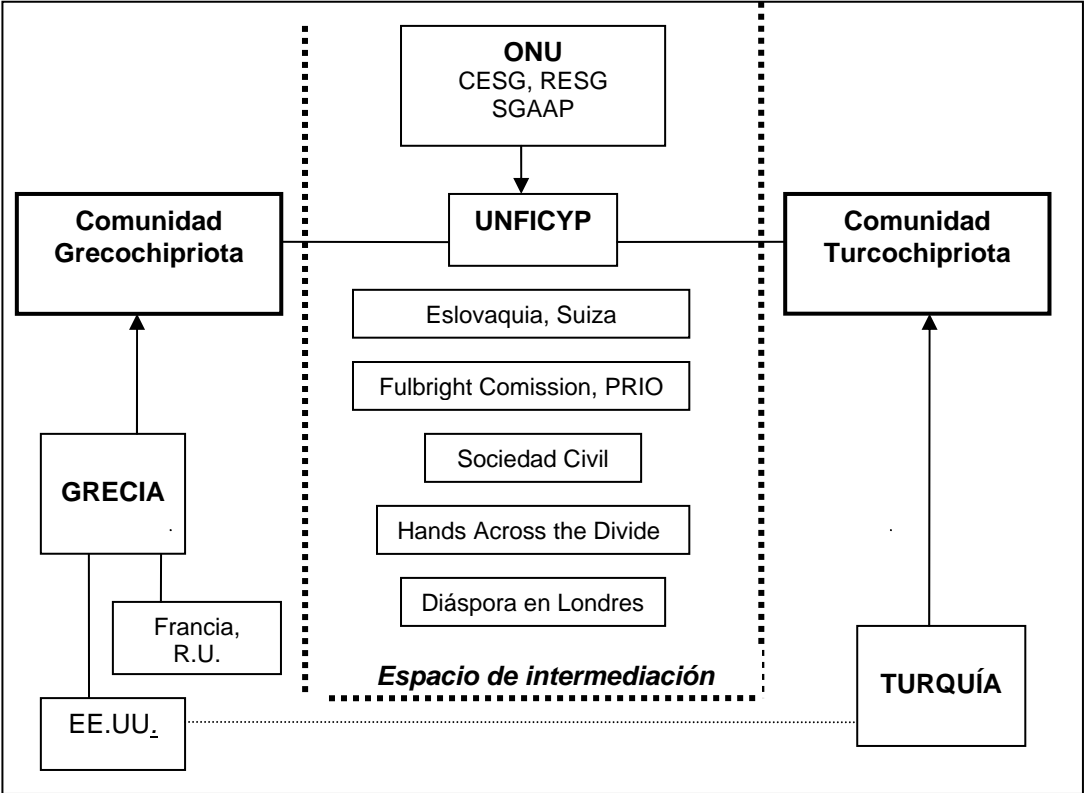 ONU
CESG, RESG
SGAAP
Comunidad
Grecochipriota
UNFICYP
Comunidad
Turcochipriota
Eslovaquia, Suiza
Fulbright Comission, PRIO
Sociedad Civil
GRECIA
Hands Across the Divide
Diáspora en Londres
Francia,
R.U.
Espacio de intermediación
TURQUÍA
EE.UU.